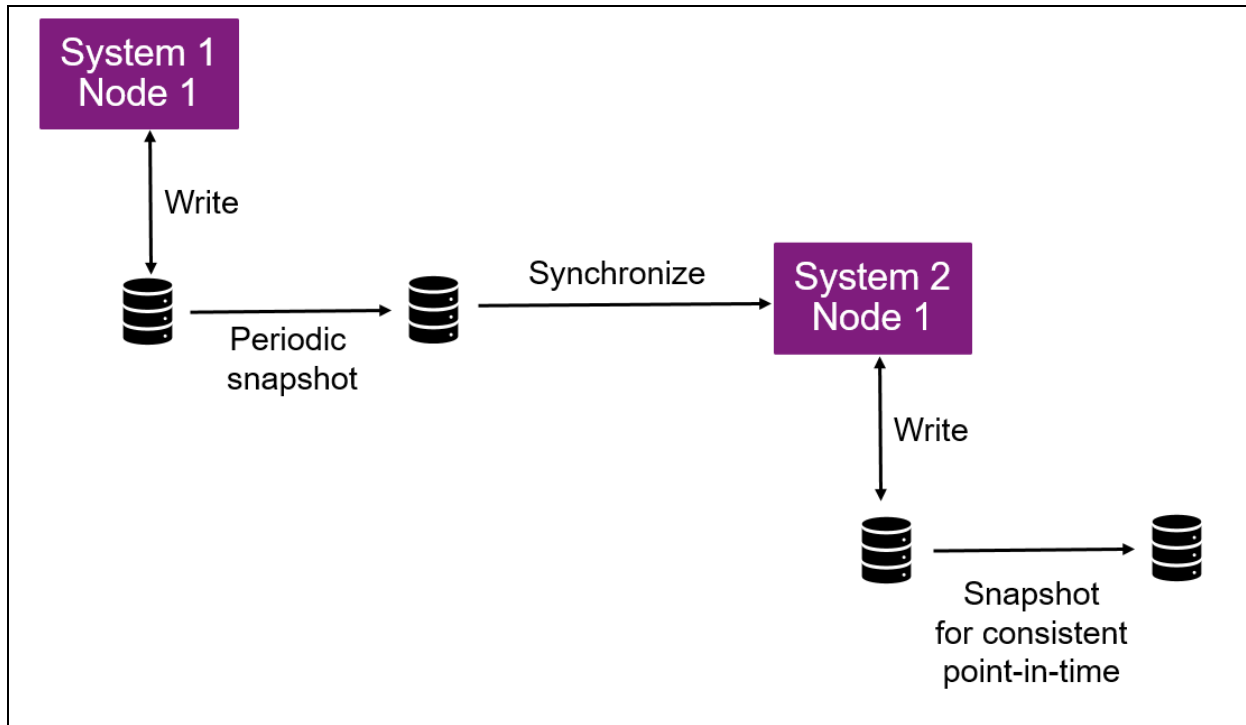 System 1
Node 1
Write
Periodic
snapshot
Synchronize
System 2
Node 1
Write
Snapshot
for consistent
point-in-time